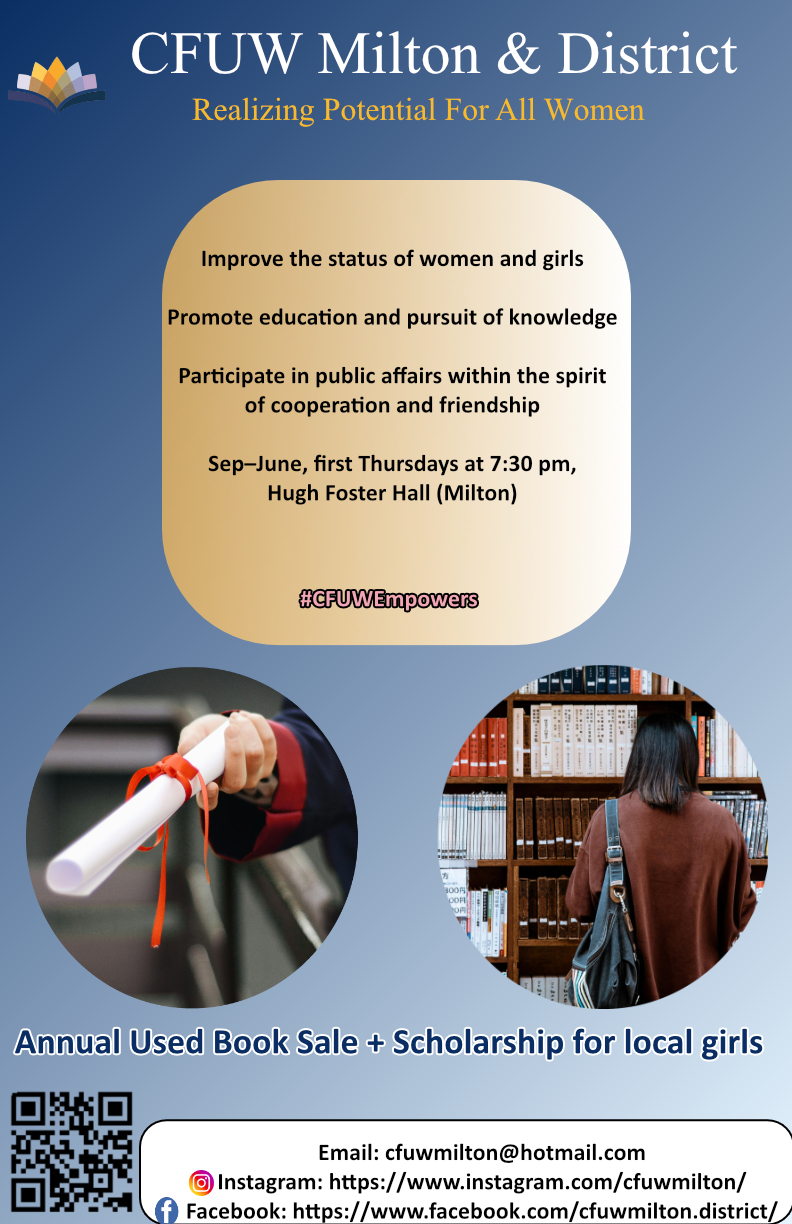 CFUW Milton & District
Realizing Potential For All Women
Improve the status of women and girls
Promote education and pursuit of knowledge
Participate in public affairs within the spirit
of cooperation and friendship
Sep–June, first Thursdays at 7:30 pm,
Hugh Foster Hall (Milton)
#CFUWEmpowers
Annual Used Book Sale + Scholarship for local girls
Email: cfuwmilton@hotmail.com
Instagram: https://www.instagram.com/cfuwmilton/
Facebook: https://www.facebook.com/cfuwmilton.district/